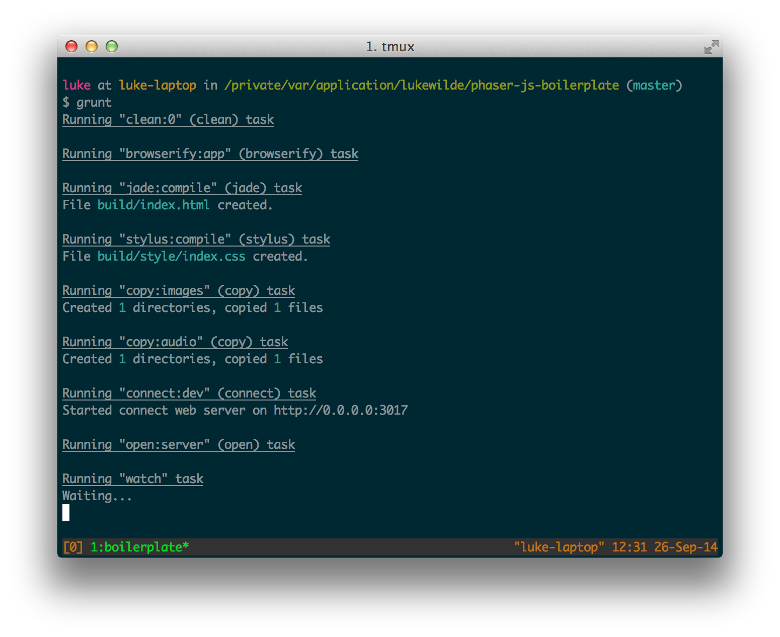 1. tmux
luke at luke-laptop in /private/var/application/lukewilde/phaser-js-boilerplate (master)
$ grunt
Running "clean:0" (clean) task
Running "browserify:app" (browserify) task
Running "jade:compile" (jade) task
File build/index.html created.
Running "stylus:compile" (stylus) task
File build/style/index.css created.
Running "copy:images" (copy) task
Created 1 directories, copied 1 files
Running "copy:audio" (copy) task
Created 1 directories, copied 1 files
Running "connect:dev" (connect) task
Started connect web server on http://0.0.0.0:3017
Running "open:server" (open) task
Running "watch" task
Waiting...
[0] 1:boilerplate* "luke-laptop" 12:31 26-Sep-14